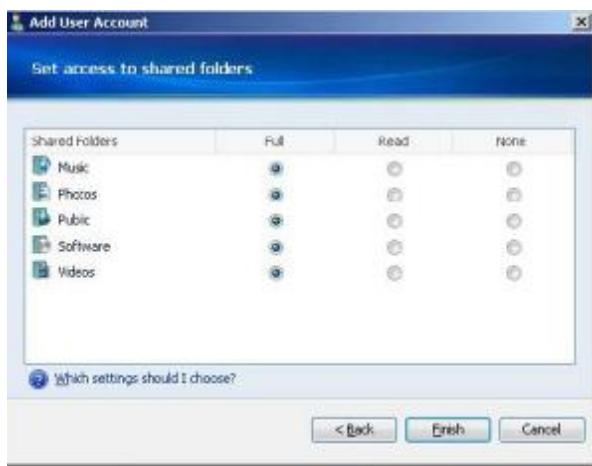 Add User Account
Set access to shared folders
Shared Folders Full Read None
Music
Photos
Public
Software
Videos
Which settings should I choose?
< Back Finish Cancel